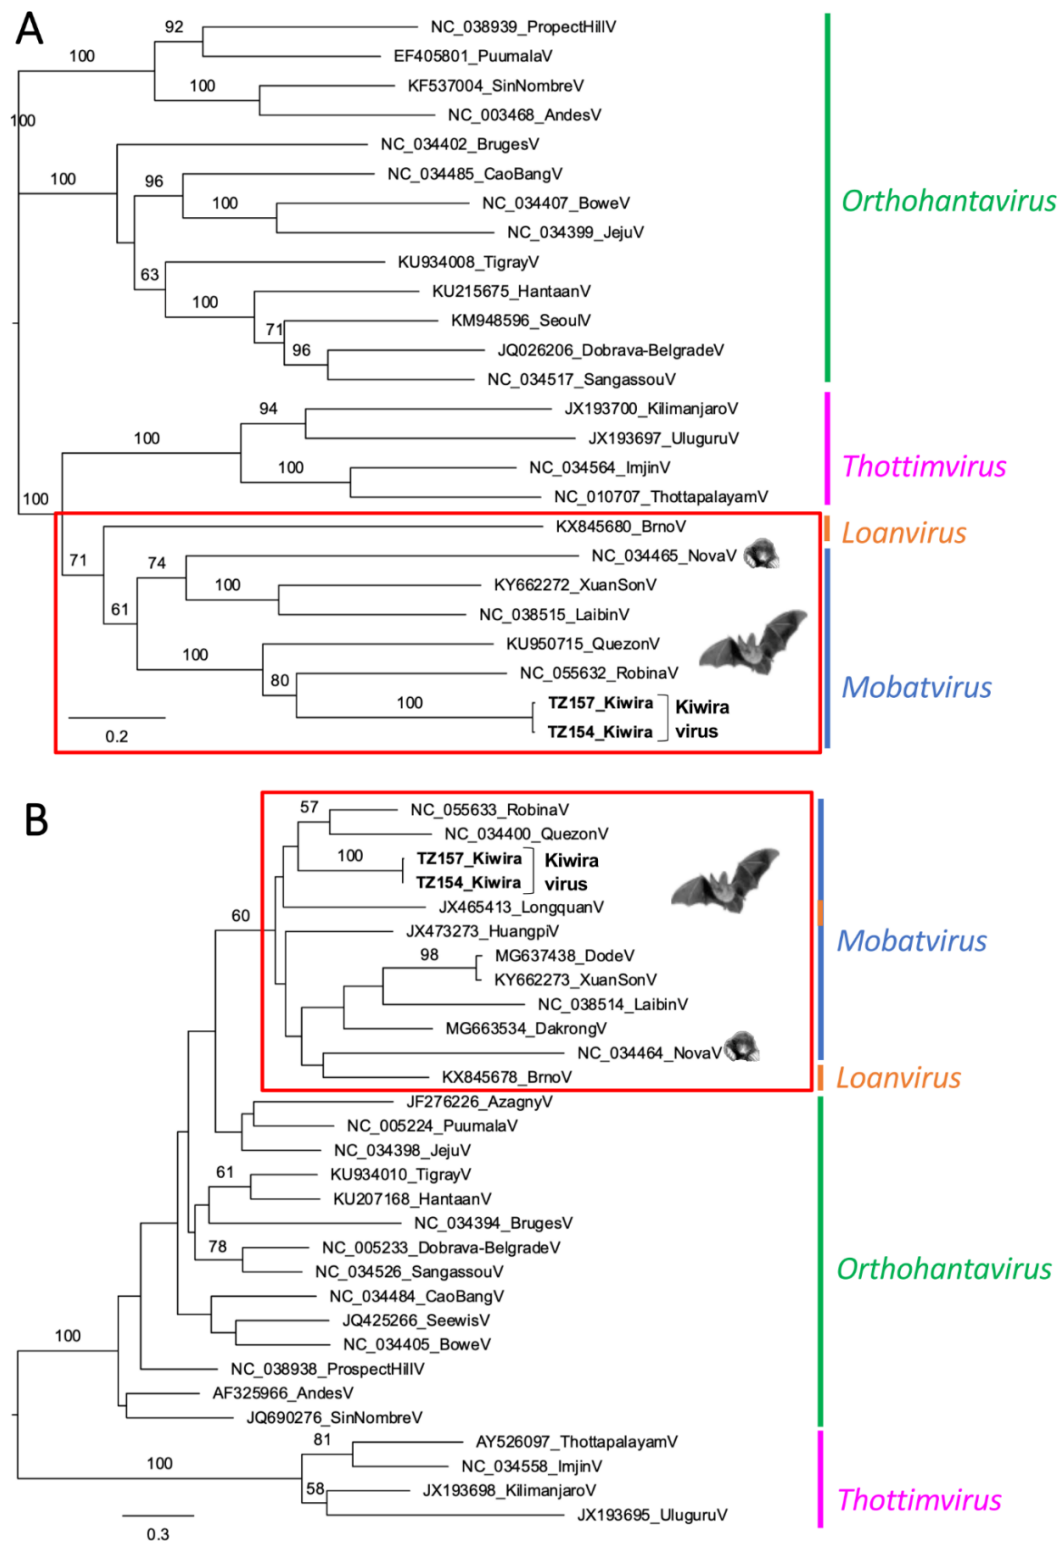 A
92
NC_038939_PropectHillV
EF405801_PuumalaV
100
100
KF537004_SinNombreV
NC_003468_AndesV
100
NC_034402_BrugesV
100
96
NC_034485_CaoBangV
100
NC_034407_BoweV
NC_034399_JejuV
Orthohantavirus
63
KU934008_TigrayV
100
KU215675_HantaanV
71
KM948596_SeoulV
96
JQ026206_Dobrava-BelgradeV
NC_034517_SangassouV
94
JX193700_KilimanjaroV
100
JX193697_UluguruV
100
NC_034564_ImjinV
NC_010707_ThottapalayamV
Thottimvirus
100
KX845680_BrnoV
Loanvirus
71
74
NC_034465_NovaV
100
KY662272_XuanSonV
61
NC_038515_LaibinV
100
KU950715_QuezonV
80
NC_055632_RobinaV
Mobatvirus
100
TZ157_Kiwira
TZ154_Kiwira
Kiwira
virus
0.2
B
57
NC_055633_RobinaV
NC_034400_QuezonV
100
TZ157_Kiwira
TZ154_Kiwira
Kiwira
virus
60
JX465413_LongquanV
JX473273_HuangpiV
Mobatvirus
98
MG637438_DodeV
KY662273_XuanSonV
NC_038514_LaibinV
MG663534_DakrongV
NC_034464_NovaV
KX845678_BrnoV
Loanvirus
JF276226_AzagnyV
NC_005224_PuumalaV
NC_034398_JejuV
61
KU934010_TigrayV
KU207168_HantaanV
NC_034394_BrugesV
78
NC_005233_Dobrava-BelgradeV
NC_034526_SangassouV
Orthohantavirus
NC_034484_CaoBangV
JQ425266_SeewisV
NC_034405_BoweV
100
NC_038938_ProspectHillV
AF325966_AndesV
JQ690276_SinNombreV
81
AY526097_ThottapalayamV
100
NC_034558_ImjinV
58
JX193698_KilimanjaroV
JX193695_UluguruV
Thottimvirus
0.3